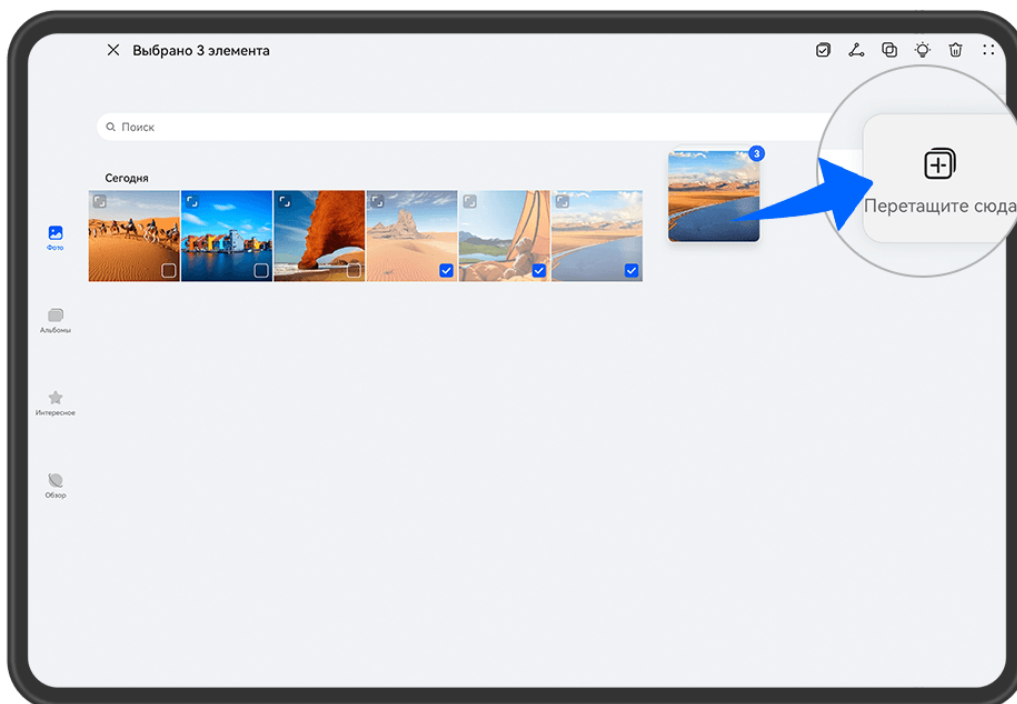 Выбрано 3 элемента
Поиск
Сегодня
3
Перетащите сюда
Фото
Альбомы
Интересное
Обзор